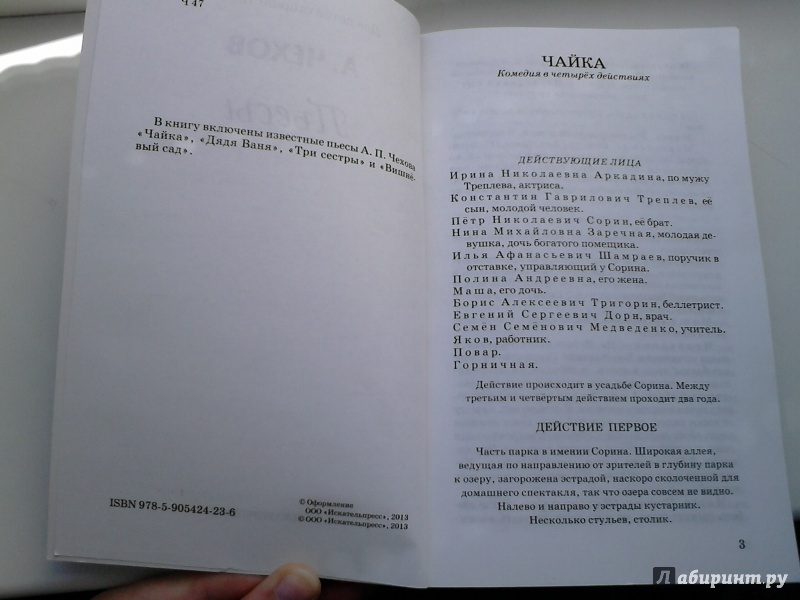 Ч 47
В книгу включены известные пьесы А. П. Чехова
«Чайка», «Дядя Ваня», «Три сестры» и «Вишнё-
вый сад».
ISBN 978-5-905424-23-6
© Оформление
ООО «Искательпресс», 2013
© ООО «Искательпресс», 2013
ЧАЙКА
Комедия в четырёх действиях
ДЕЙСТВУЮЩИЕ ЛИЦА
Ирина Николаевна Аркадина, по мужу
Треплева, актриса.
Константин Гаврилович Треплев, её
сын, молодой человек.
Пётр Николаевич Сорин, её брат.
Нина Михайловна Заречная, молодая де-
вушка, дочь богатого помещика.
Илья Афанасьевич Шамраев, поручик в
отставке, управляющий у Сорина.
Полина Андреевна, его жена.
Маша, его дочь.
Борис Алексеевич Тригорин, беллетрист.
Евгений Сергеевич Дорн, врач.
Семён Семёнович Медведенко, учитель.
Яков, работник.
Повар.
Горничная.
Действие происходит в усадьбе Сорина. Между
третьим и четвёртым действием проходит два года.
ДЕЙСТВИЕ ПЕРВОЕ
Часть парка в имении Сорина. Широкая аллея,
ведущая по направлению от зрителей в глубину парка
к озеру, загорожена эстрадой, наскоро сколоченной для
домашнего спектакля, так что озера совсем не видно.
Налево и направо у эстрады кустарник.
Несколько стульев, столик.
3
Лабиринт.ру